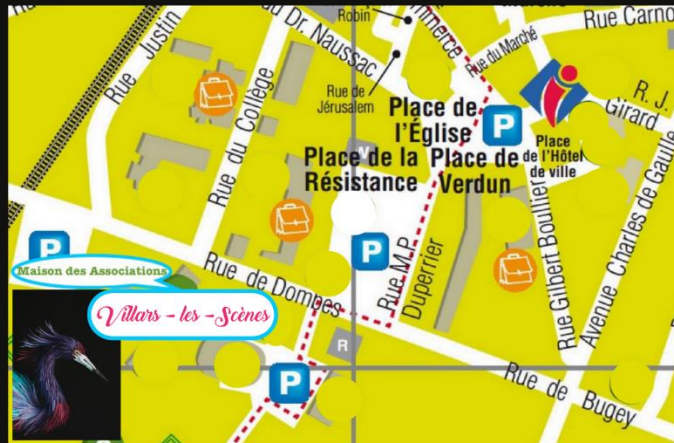 Robin
Rue Carno
Rue du Marché
Dr. Naussac
Rue Justin
Rue de
Jérusalem
R. J.
Girard
Place de
l'Église
Place
de l'Hôtel
de ville
P
Rue du Collège
Place de la
Résistance
Place de
Verdun
Avenue Charles de Gaulle
Rue Gilbert Boullier
Rue M.P.
Duperrier
P
P
Maison des Associations
Rue de Dombes
Villars - les - Scènes
R
P
Rue de Bugey